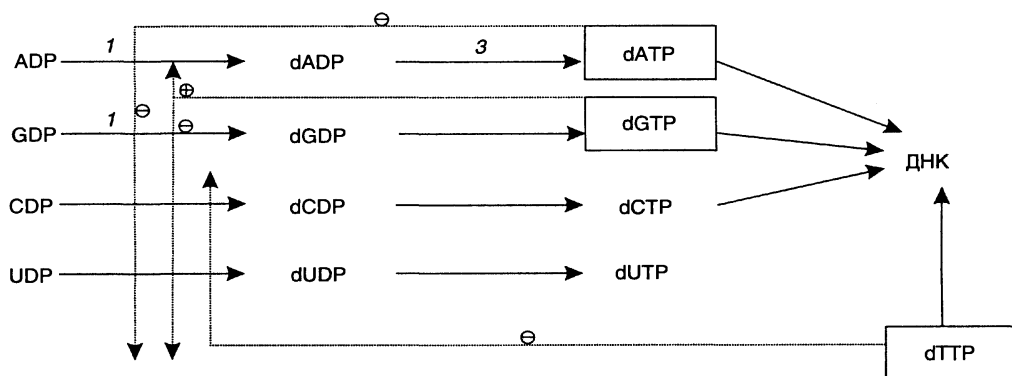 ⊖
ADP 1 dADP 3 dATP
⊕
⊖
GDP 1 ⊖ dGDP dGTP
ДНК
CDP dCDP dCTP
UDP dUDP dUTP
⊖
dTTP